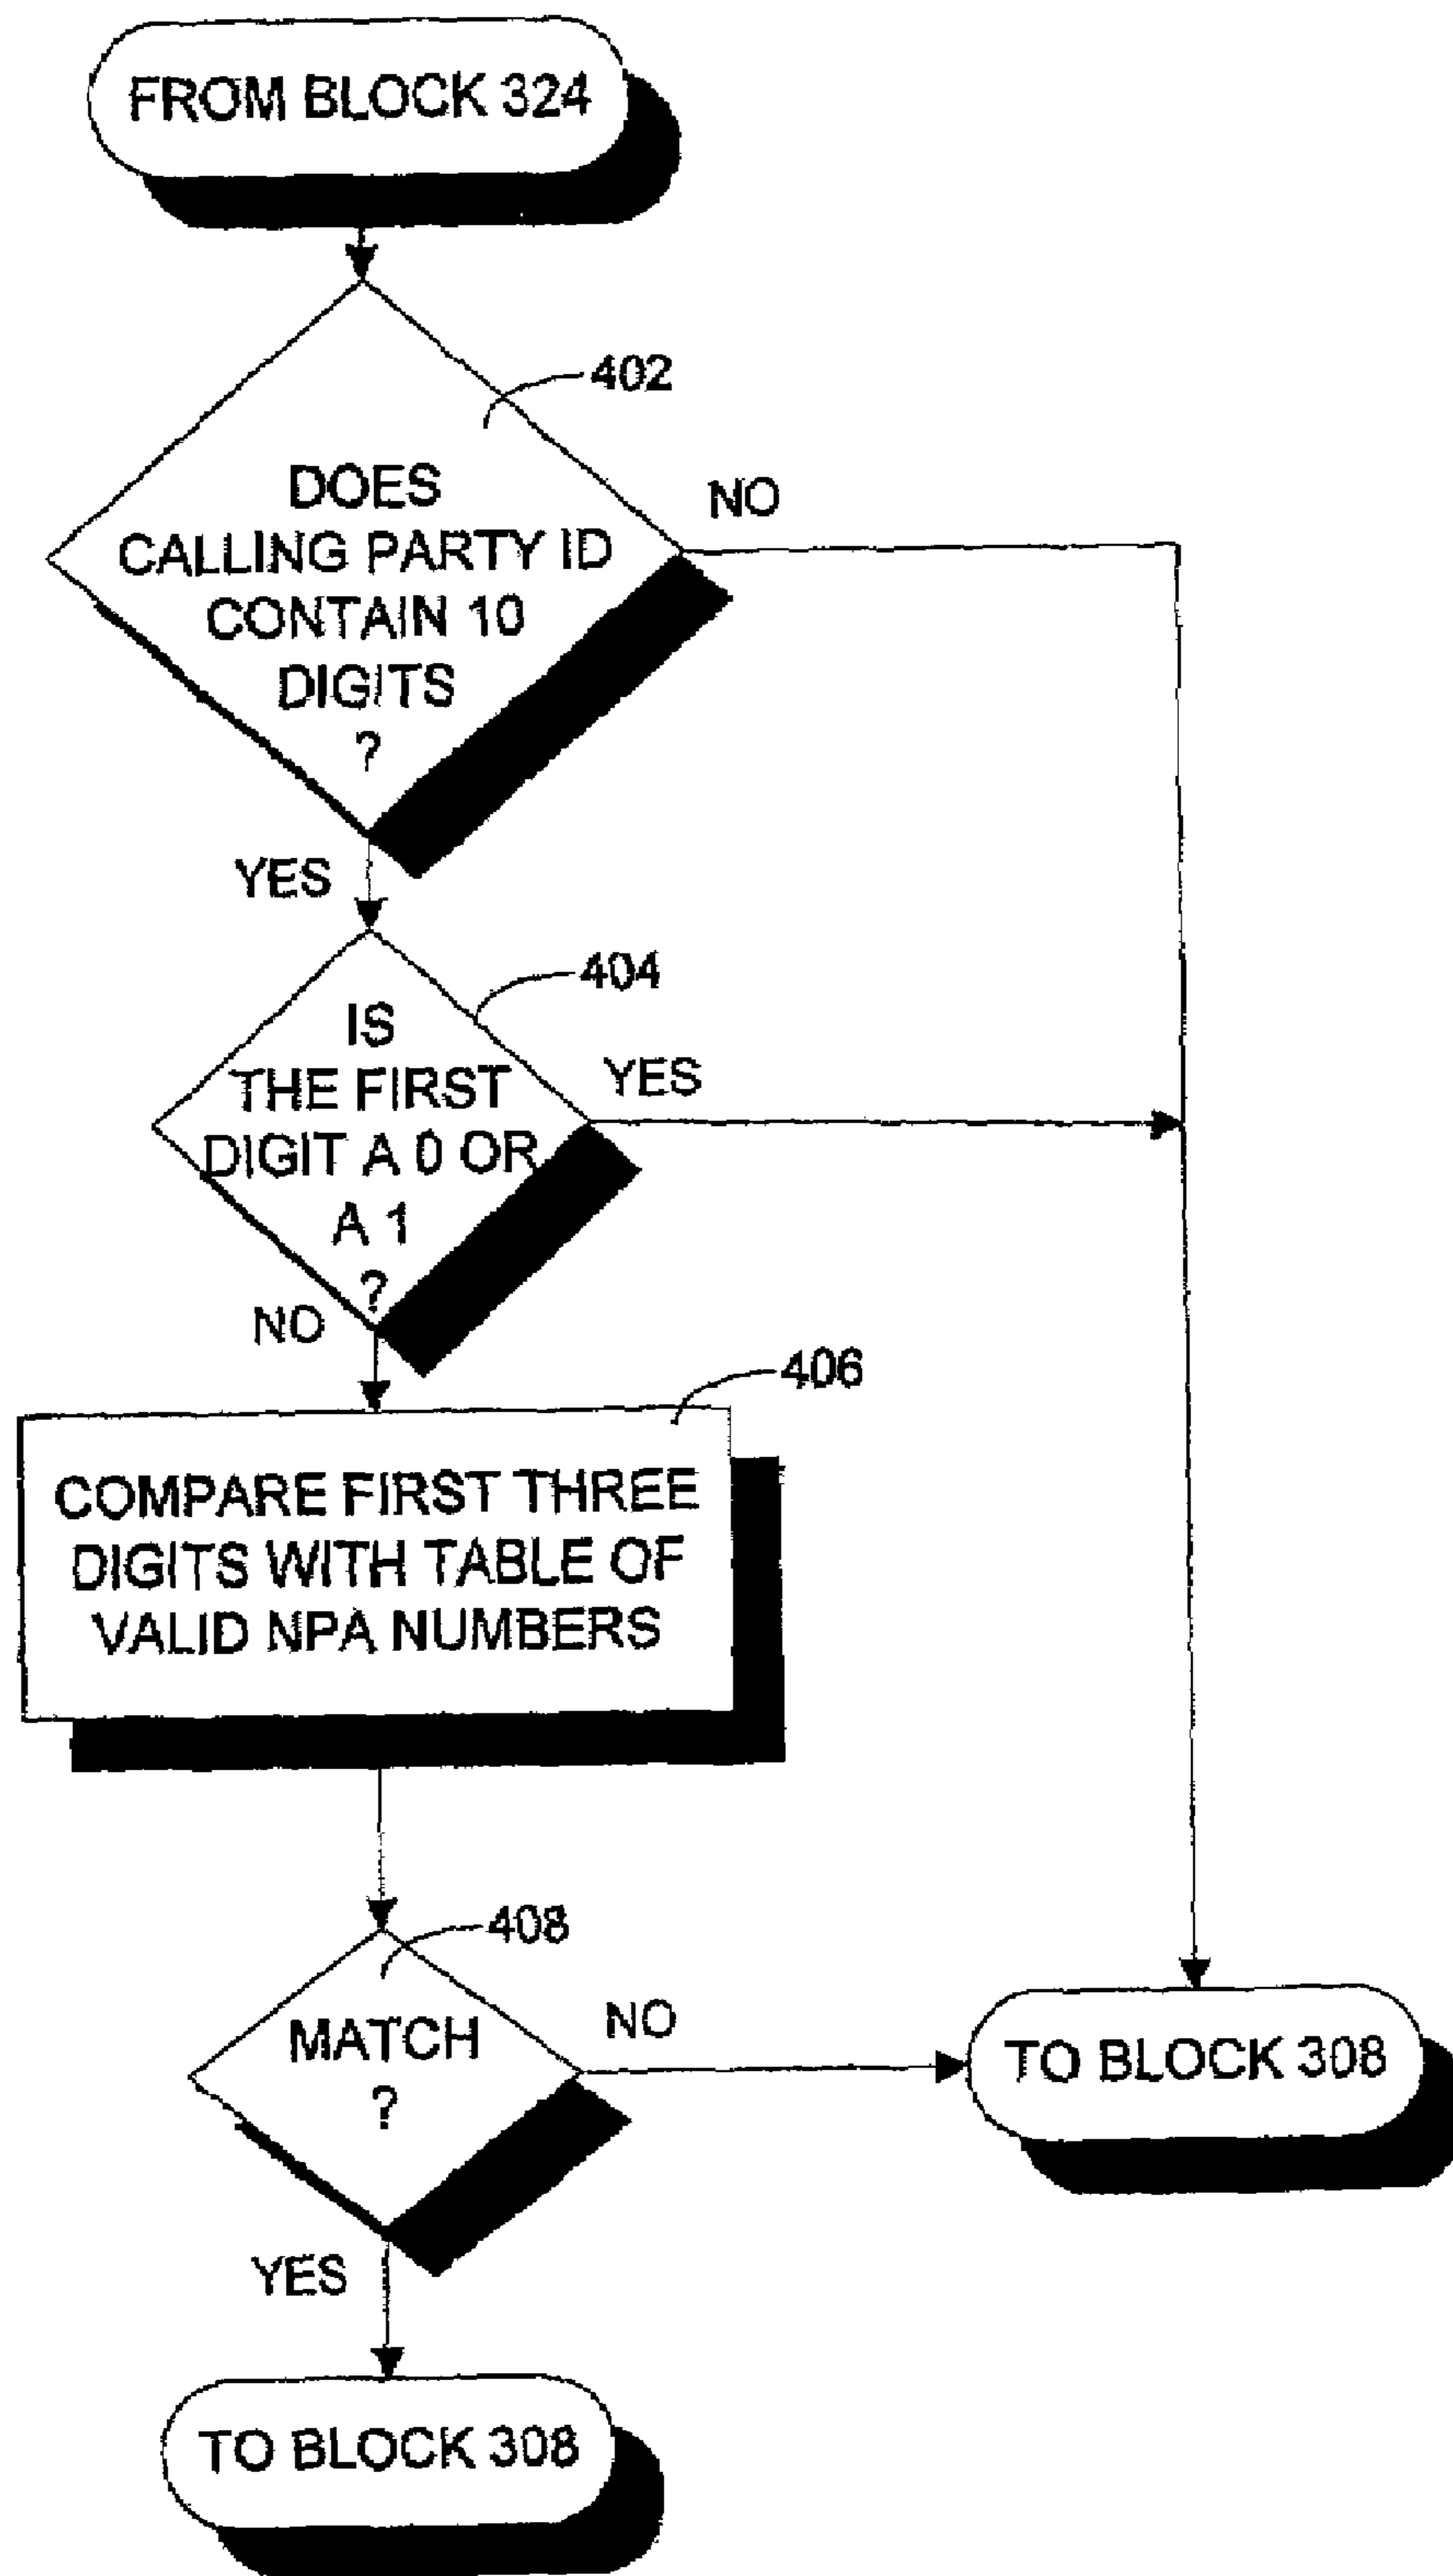 FROM BLOCK 324
402
DOES
CALLING PARTY ID
CONTAIN 10
DIGITS
?
NO
YES
404
IS
THE FIRST
DIGIT A 0 OR
A 1
?
YES
NO
406
COMPARE FIRST THREE
DIGITS WITH TABLE OF
VALID NPA NUMBERS
408
MATCH
?
NO
TO BLOCK 308
YES
TO BLOCK 308